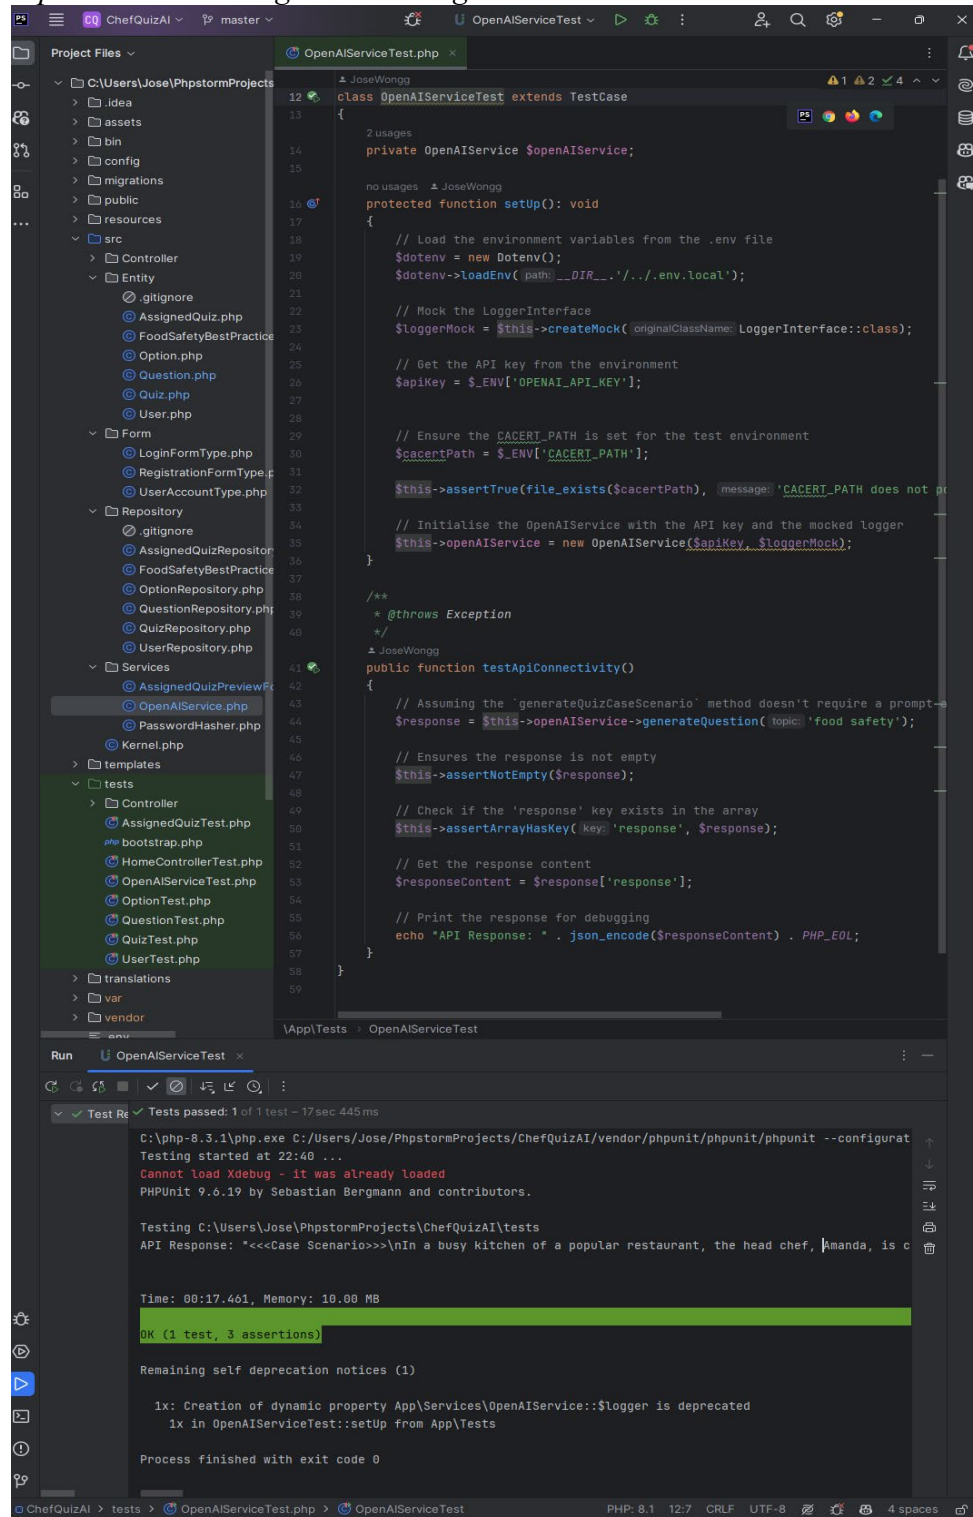 CQ ChefQuizAI master OpenAIServiceTest
Project Files
OpenAIServiceTest.php
C:\Users\Jose\PhpstormProjects
.idea
assets
bin
config
migrations
public
resources
src
Controller
Entity
.gitignore
AssignedQuiz.php
FoodSafetyBestPractice
Option.php
Question.php
Quiz.php
User.php
Form
LoginFormType.php
RegistrationFormType.p
UserAccountType.php
Repository
.gitignore
AssignedQuizRepositor
FoodSafetyBestPractice
OptionRepository.php
QuestionRepository.php
QuizRepository.php
UserRepository.php
Services
AssignedQuizPreviewFo
OpenAIService.php
PasswordHasher.php
Kernel.php
templates
tests
Controller
AssignedQuizTest.php
php bootstrap.php
HomeControllerTest.php
OpenAIServiceTest.php
OptionTest.php
QuestionTest.php
QuizTest.php
UserTest.php
translations
var
vendor
.env
JoseWongg
1 2 4
12 class OpenAIServiceTest extends TestCase
13 {
2 usages
14 private OpenAIService $openAIService;
15
no usages JoseWongg
16 protected function setUp(): void
17 {
18 // Load the environment variables from the .env file
19 $dotenv = new Dotenv();
20 $dotenv->loadEnv( path: __DIR__.'/../.env.local');
21
22 // Mock the LoggerInterface
23 $loggerMock = $this->createMock( originalClassName: LoggerInterface::class);
24
25 // Get the API key from the environment
26 $apiKey = $_ENV['OPENAI_API_KEY'];
27
28
29 // Ensure the CACERT_PATH is set for the test environment
30 $cacertPath = $_ENV['CACERT_PATH'];
31
32 $this->assertTrue(file_exists($cacertPath), message: 'CACERT_PATH does not po
33
34 // Initialise the OpenAIService with the API key and the mocked logger
35 $this->openAIService = new OpenAIService($apiKey, $loggerMock);
36 }
37
38 /**
39 * @throws Exception
40 */
JoseWongg
41 public function testApiConnectivity()
42 {
43 // Assuming the `generateQuizCaseScenario` method doesn't require a prompt
44 $response = $this->openAIService->generateQuestion( topic: 'food safety');
45
46 // Ensures the response is not empty
47 $this->assertNotEmpty($response);
48
49 // Check if the 'response' key exists in the array
50 $this->assertArrayHasKey( key: 'response', $response);
51
52 // Get the response content
53 $responseContent = $response['response'];
54
55 // Print the response for debugging
56 echo "API Response: " . json_encode($responseContent) . PHP_EOL;
57 }
58 }
59
\App\Tests OpenAIServiceTest
Run OpenAIServiceTest
Test Re
Tests passed: 1 of 1 test – 17 sec 445 ms
C:\php-8.3.1\php.exe C:/Users/Jose/PhpstormProjects/ChefQuizAI/vendor/phpunit/phpunit/phpunit --configurat
Testing started at 22:40 ...
Cannot load Xdebug - it was already loaded
PHPUnit 9.6.19 by Sebastian Bergmann and contributors.
Testing C:\Users\Jose\PhpstormProjects\ChefQuizAI\tests
API Response: "<<<Case Scenario>>>\nIn a busy kitchen of a popular restaurant, the head chef, Amanda, is c
Time: 00:17.461, Memory: 10.00 MB
OK (1 test, 3 assertions)
Remaining self deprecation notices (1)
1x: Creation of dynamic property App\Services\OpenAIService::$logger is deprecated
1x in OpenAIServiceTest::setUp from App\Tests
Process finished with exit code 0
ChefQuizAI tests OpenAIServiceTest.php OpenAIServiceTest
PHP: 8.1 12:7 CRLF UTF-8 4 spaces